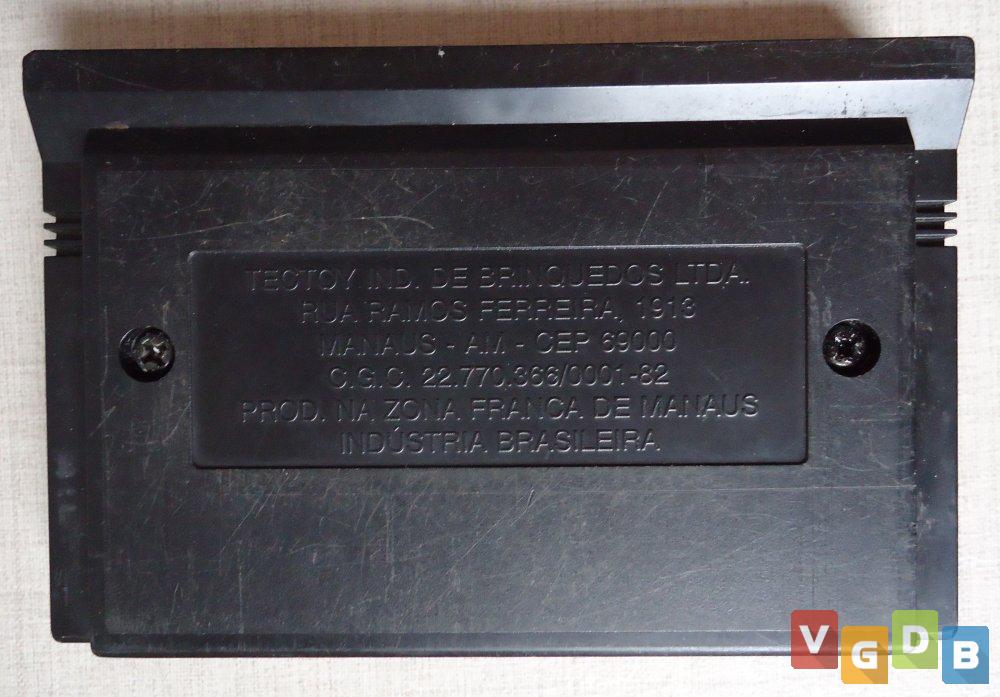 TECTOY IND. DE BRINQUEDOS LTDA.
RUA RAMOS FERREIRA, 1913
MANAUS - AM - CEP 69000
C.G.C. 22.770.366/0001-82
PROD. NA ZONA FRANCA DE MANAUS
INDÚSTRIA BRASILEIRA
VGDB